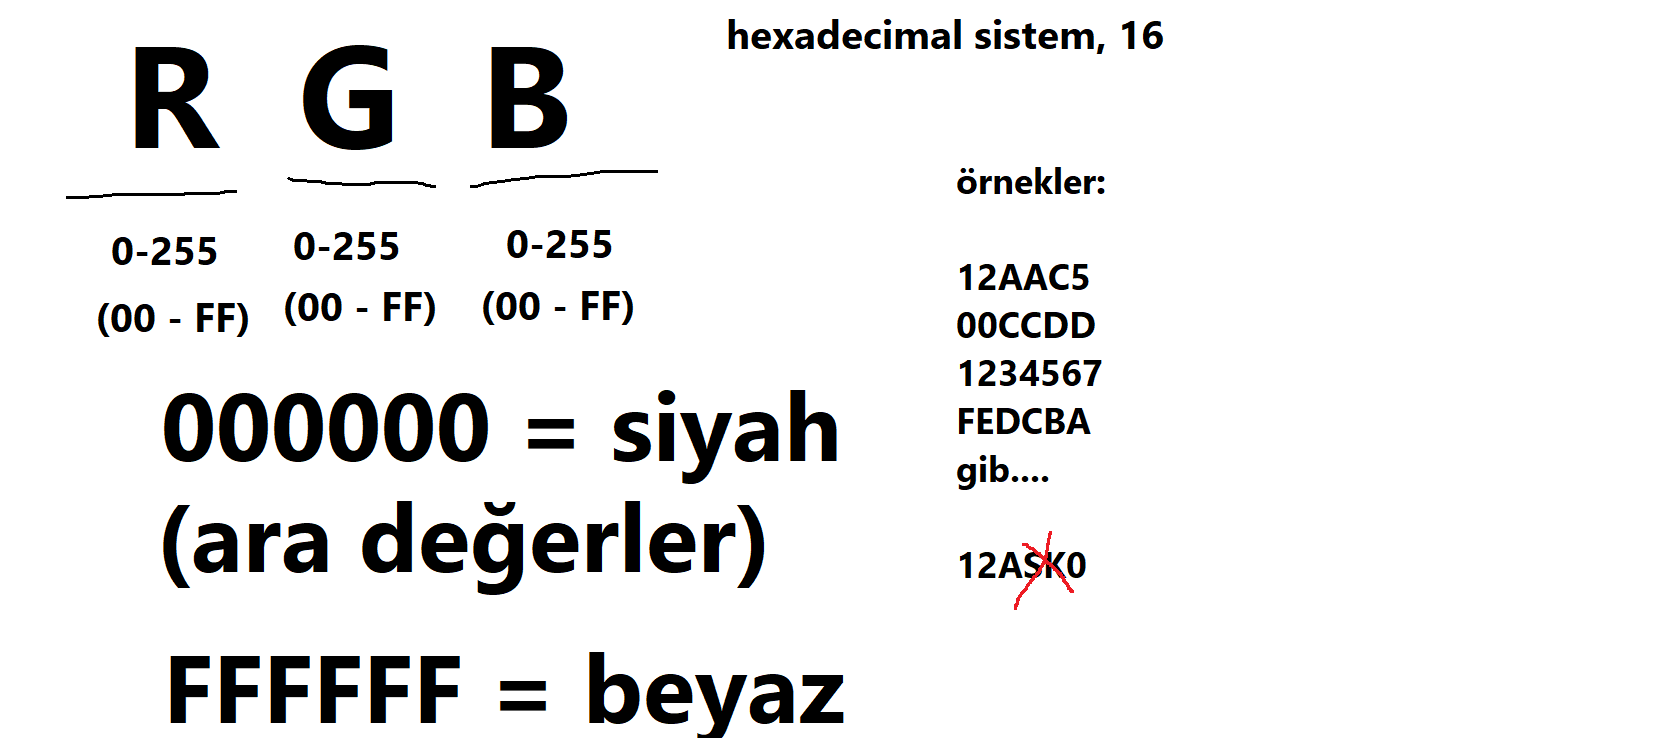 hexadecimal sistem, 16
R G B
0-255 0-255 0-255
(00 - FF) (00 - FF) (00 - FF)
000000 = siyah
(ara değerler)
FFFFFF = beyaz
örnekler:
12AAC5
00CCDD
1234567
FEDCBA
gib....
12ASK0